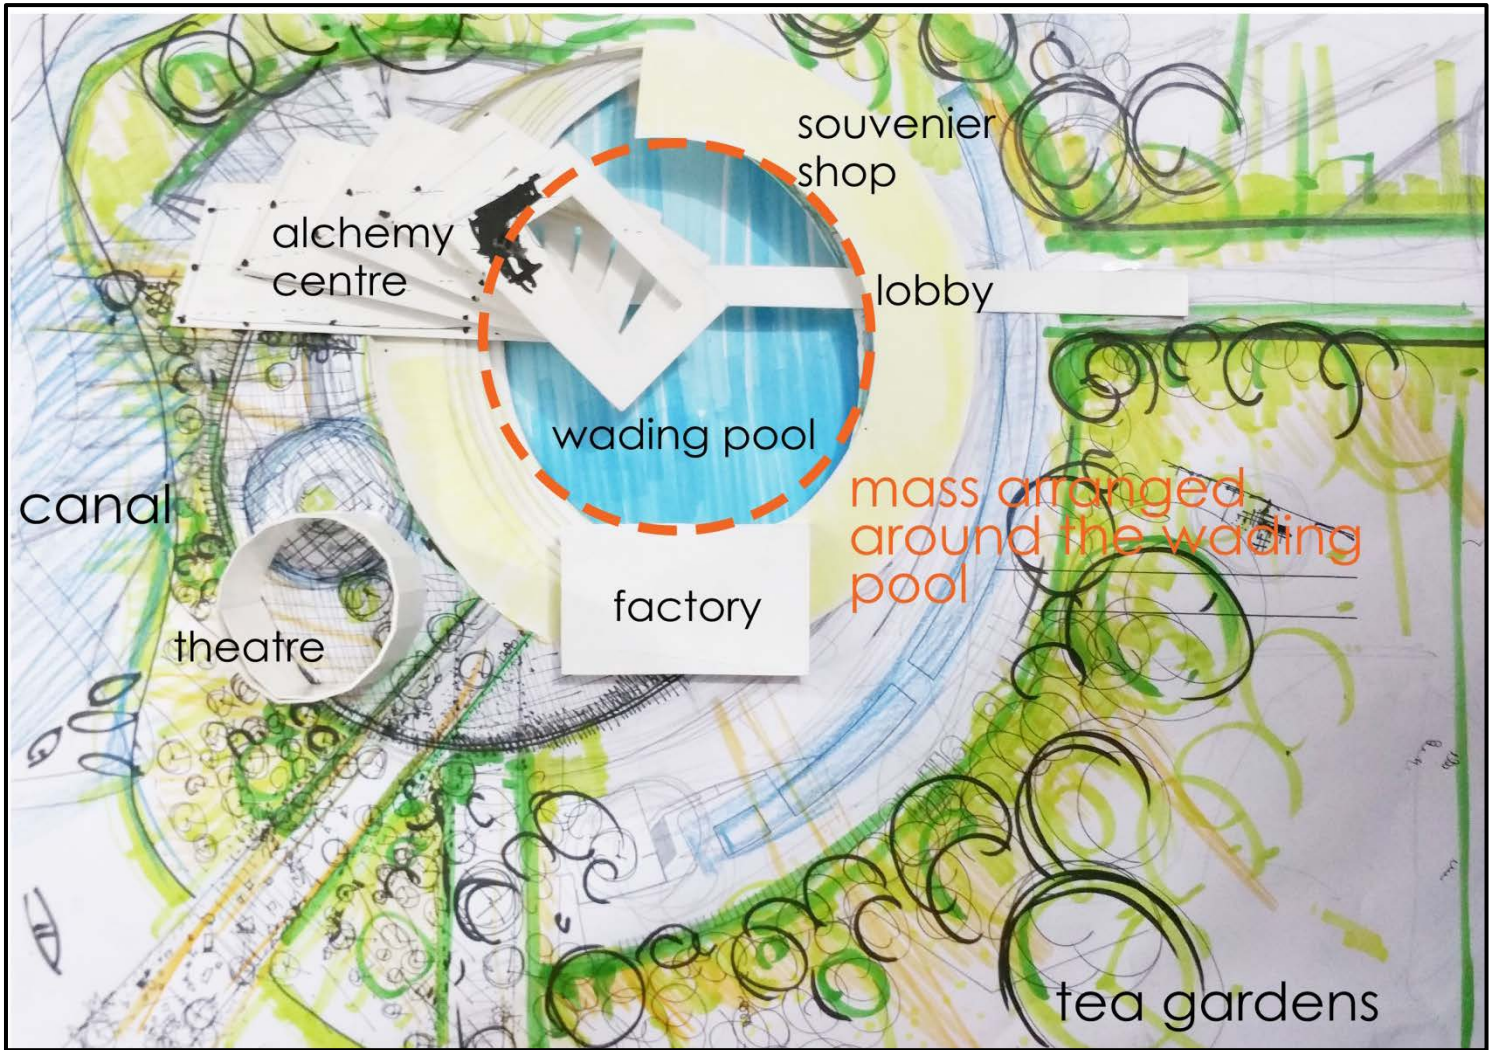 souvenier
shop
alchemy
centre
lobby
wading pool
canal
mass arranged
around the wading
pool
factory
theatre
tea gardens